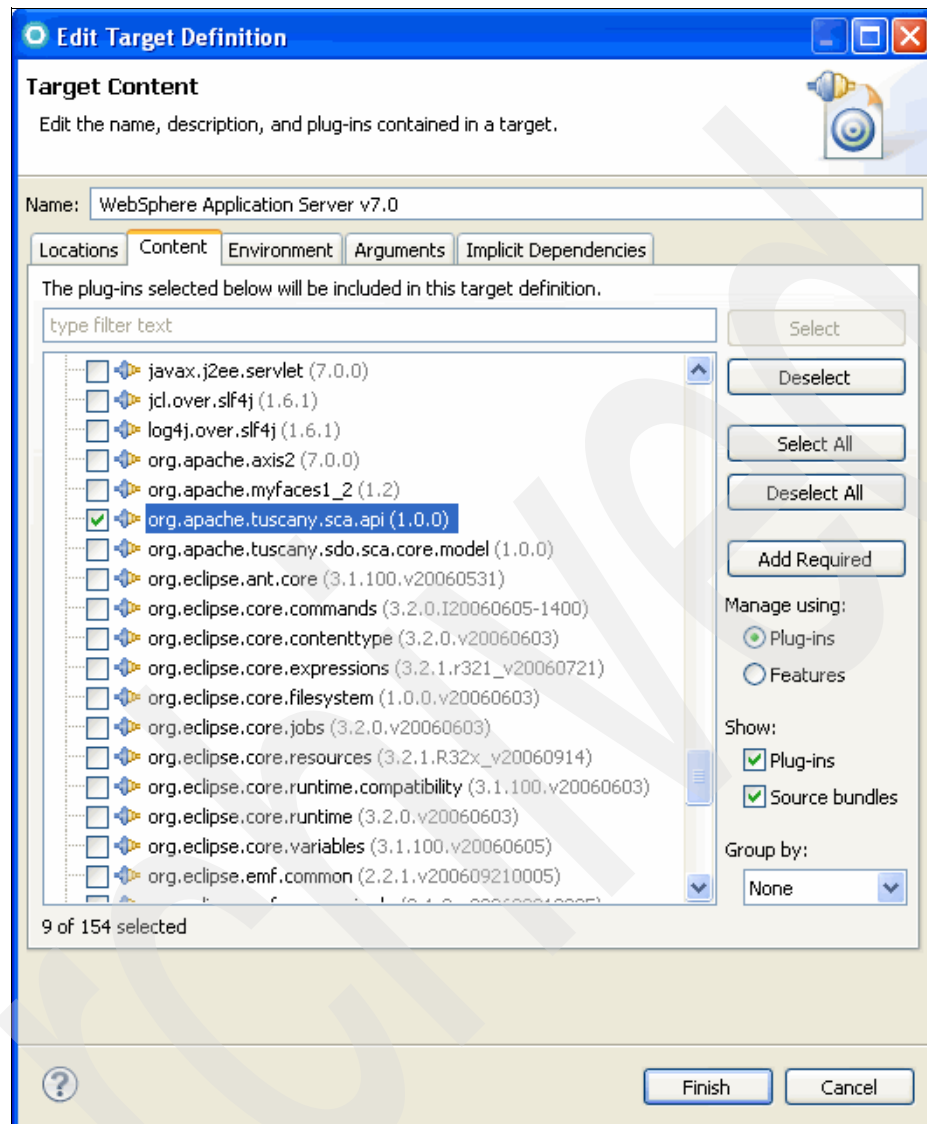 Edit Target Definition
Target Content
Edit the name, description, and plug-ins contained in a target.
Name: WebSphere Application Server v7.0
Locations Content Environment Arguments Implicit Dependencies
The plug-ins selected below will be included in this target definition.
type filter text
Select
javax.j2ee.servlet (7.0.0)
Deselect
jcl.over.slf4j (1.6.1)
log4j.over.slf4j (1.6.1)
Select All
org.apache.axis2 (7.0.0)
org.apache.myfaces1_2 (1.2)
Deselect All
org.apache.tuscany.sca.api (1.0.0)
org.apache.tuscany.sdo.sca.core.model (1.0.0)
Add Required
org.eclipse.ant.core (3.1.100.v20060531)
org.eclipse.core.commands (3.2.0.I20060605-1400)
Manage using:
org.eclipse.core.contenttype (3.2.0.v20060603)
Plug-ins
org.eclipse.core.expressions (3.2.1.r321_v20060721)
Features
org.eclipse.core.filesystem (1.0.0.v20060603)
org.eclipse.core.jobs (3.2.0.v20060603)
Show:
org.eclipse.core.resources (3.2.1.R32x_v20060914)
Plug-ins
org.eclipse.core.runtime.compatibility (3.1.100.v20060603)
Source bundles
org.eclipse.core.runtime (3.2.0.v20060603)
org.eclipse.core.variables (3.1.100.v20060605)
Group by:
org.eclipse.emf.common (2.2.1.v200609210005)
None
9 of 154 selected
?
Finish
Cancel